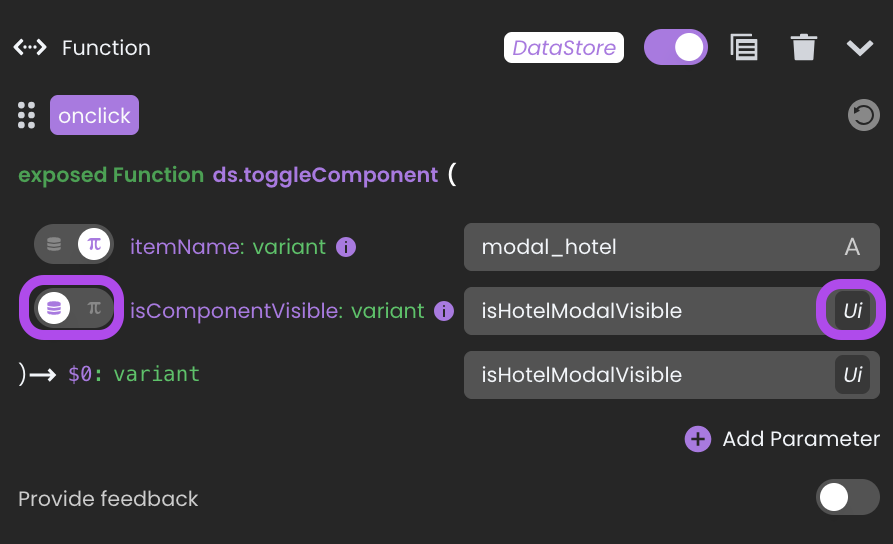 Function DataStore
onclick
exposed Function ds.toggleComponent (
π itemName: variant i modal_hotel A
π isComponentVisible: variant i isHotelModalVisible Ui
)→ $0: variant isHotelModalVisible Ui
+ Add Parameter
Provide feedback